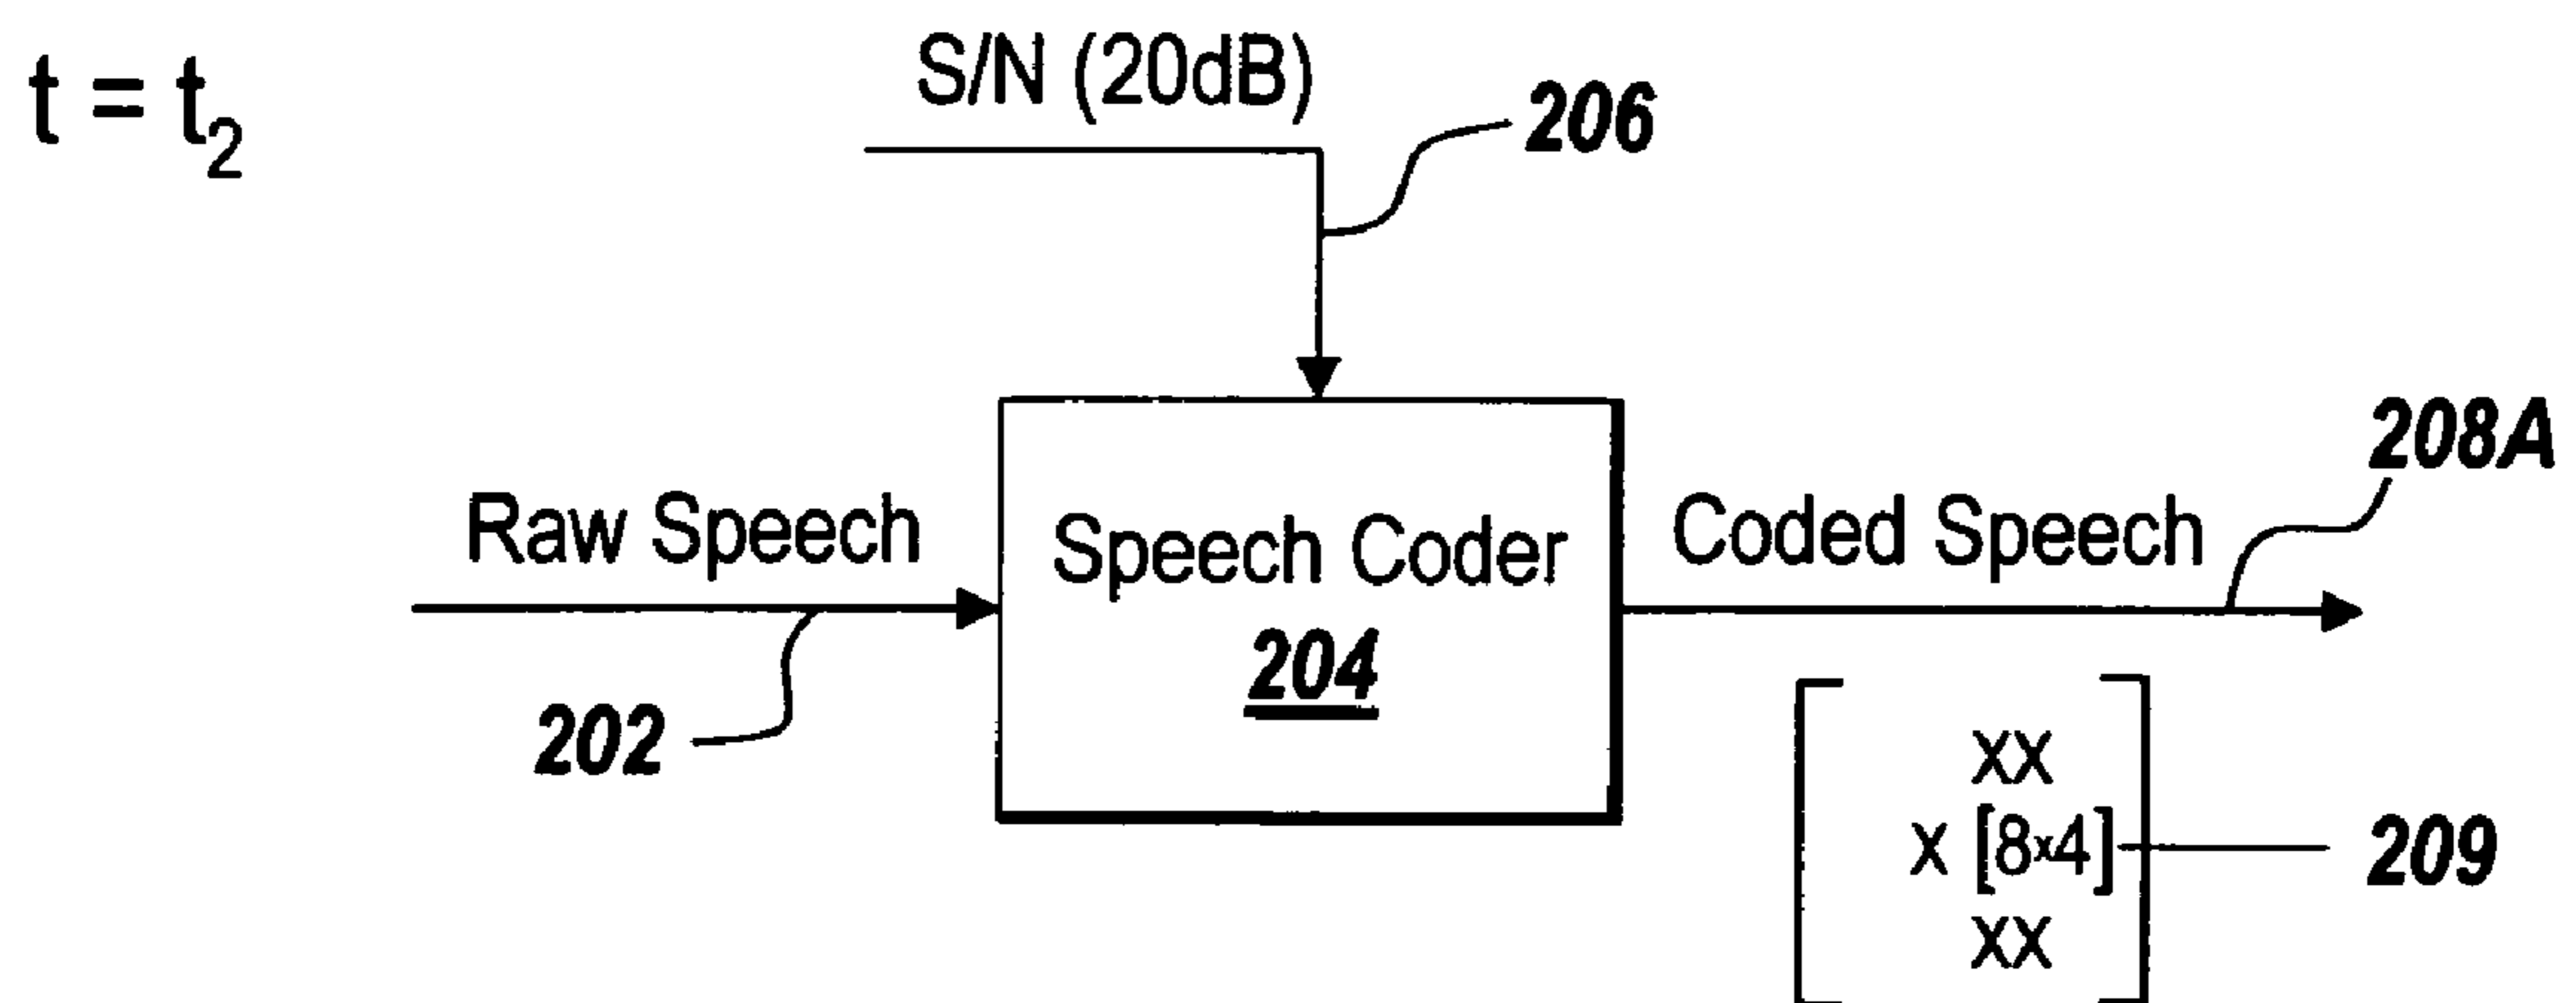 t = t₂
S/N (20dB)
206
208A
Raw Speech
Speech Coder
Coded Speech
204
202
xx
x [8x4]
209
xx